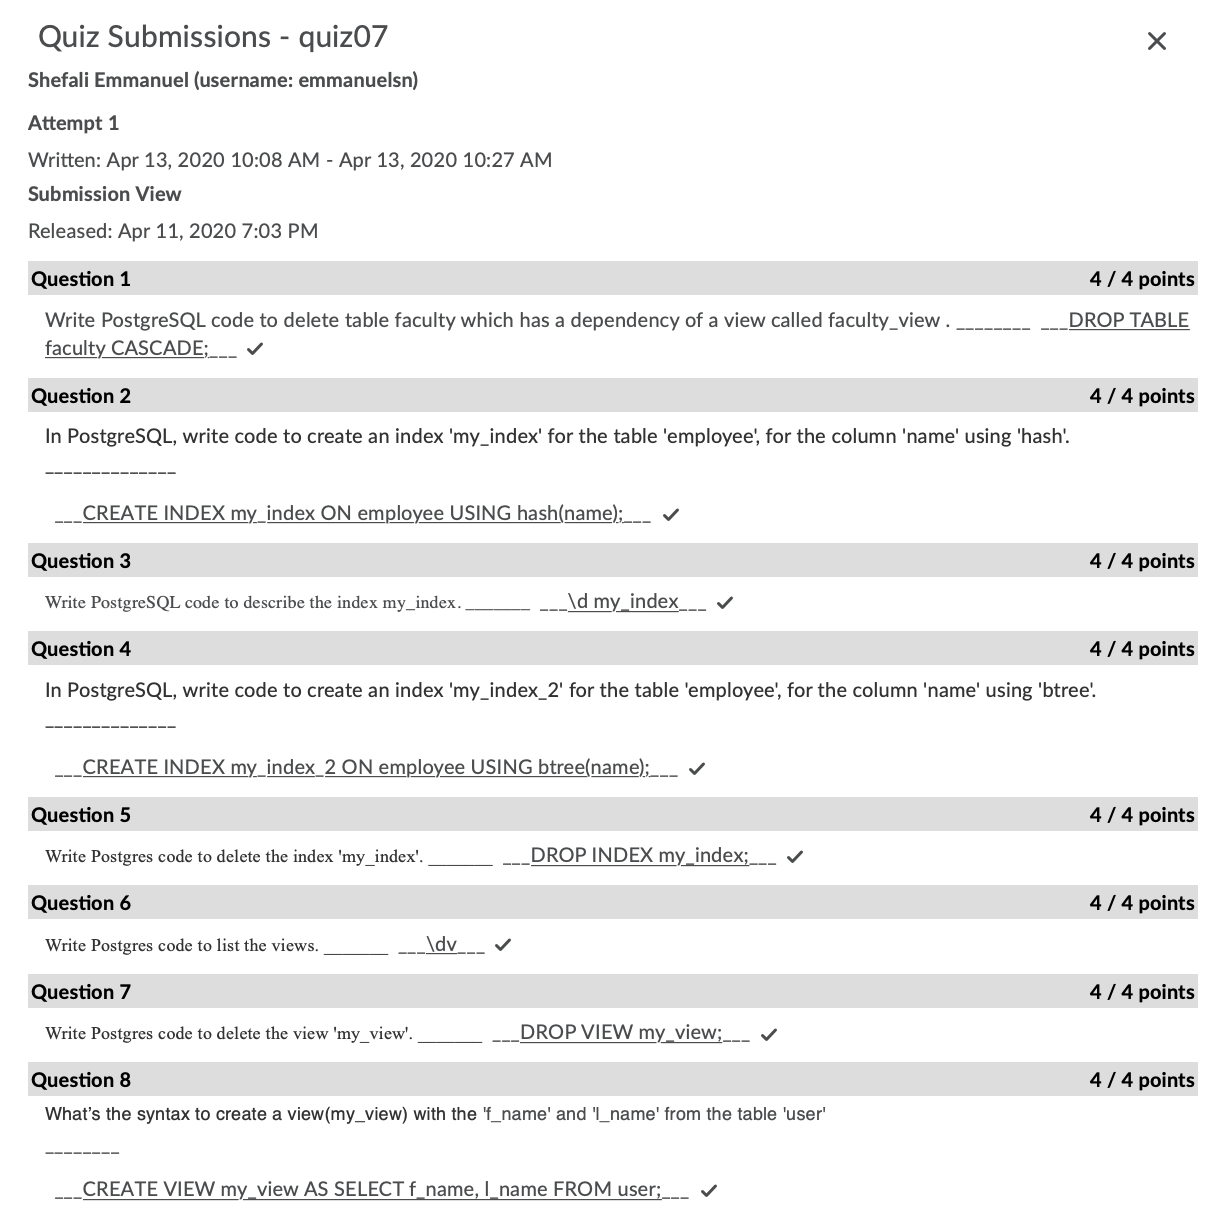 Quiz Submissions - quiz07
Shefali Emmanuel (username: emmanuelsn)
Attempt 1
Written: Apr 13, 2020 10:08 AM - Apr 13, 2020 10:27 AM
Submission View
Released: Apr 11, 2020 7:03 PM
Question 1 4 / 4 points
Write PostgreSQL code to delete table faculty which has a dependency of a view called faculty_view . ________ ___DROP TABLE
faculty CASCADE;___ ✓
Question 2 4 / 4 points
In PostgreSQL, write code to create an index 'my_index' for the table 'employee', for the column 'name' using 'hash'.
______________
___CREATE INDEX my_index ON employee USING hash(name);___ ✓
Question 3 4 / 4 points
Write PostgreSQL code to describe the index my_index. _______ ___\d my_index___ ✓
Question 4 4 / 4 points
In PostgreSQL, write code to create an index 'my_index_2' for the table 'employee', for the column 'name' using 'btree'.
______________
___CREATE INDEX my_index_2 ON employee USING btree(name);___ ✓
Question 5 4 / 4 points
Write Postgres code to delete the index 'my_index'. _______ ___DROP INDEX my_index;___ ✓
Question 6 4 / 4 points
Write Postgres code to list the views. _______ ___\dv___ ✓
Question 7 4 / 4 points
Write Postgres code to delete the view 'my_view'. _______ ___DROP VIEW my_view;___ ✓
Question 8 4 / 4 points
What's the syntax to create a view(my_view) with the 'f_name' and 'l_name' from the table 'user'
________
___CREATE VIEW my_view AS SELECT f_name, l_name FROM user;___ ✓